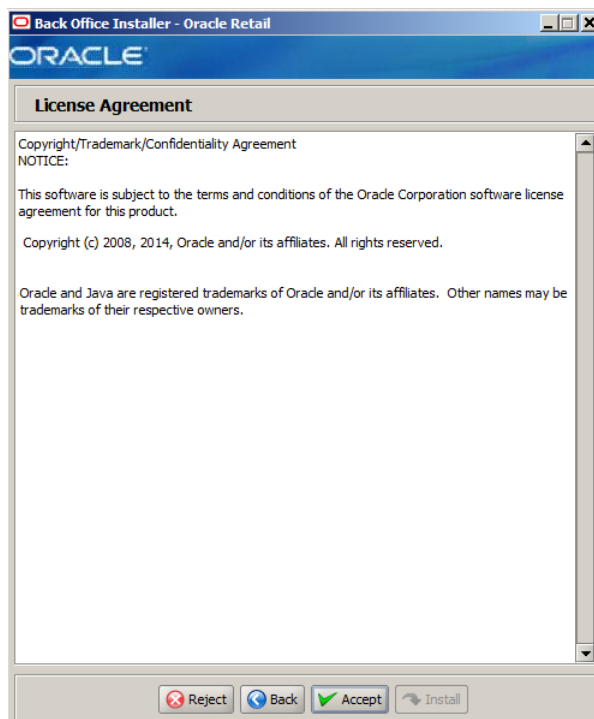 Back Office Installer - Oracle Retail
ORACLE
License Agreement
Copyright/Trademark/Confidentiality Agreement
NOTICE:
This software is subject to the terms and conditions of the Oracle Corporation software license
agreement for this product.
Copyright (c) 2008, 2014, Oracle and/or its affiliates. All rights reserved.
Oracle and Java are registered trademarks of Oracle and/or its affiliates.  Other names may be
trademarks of their respective owners.
Reject Back Accept Install